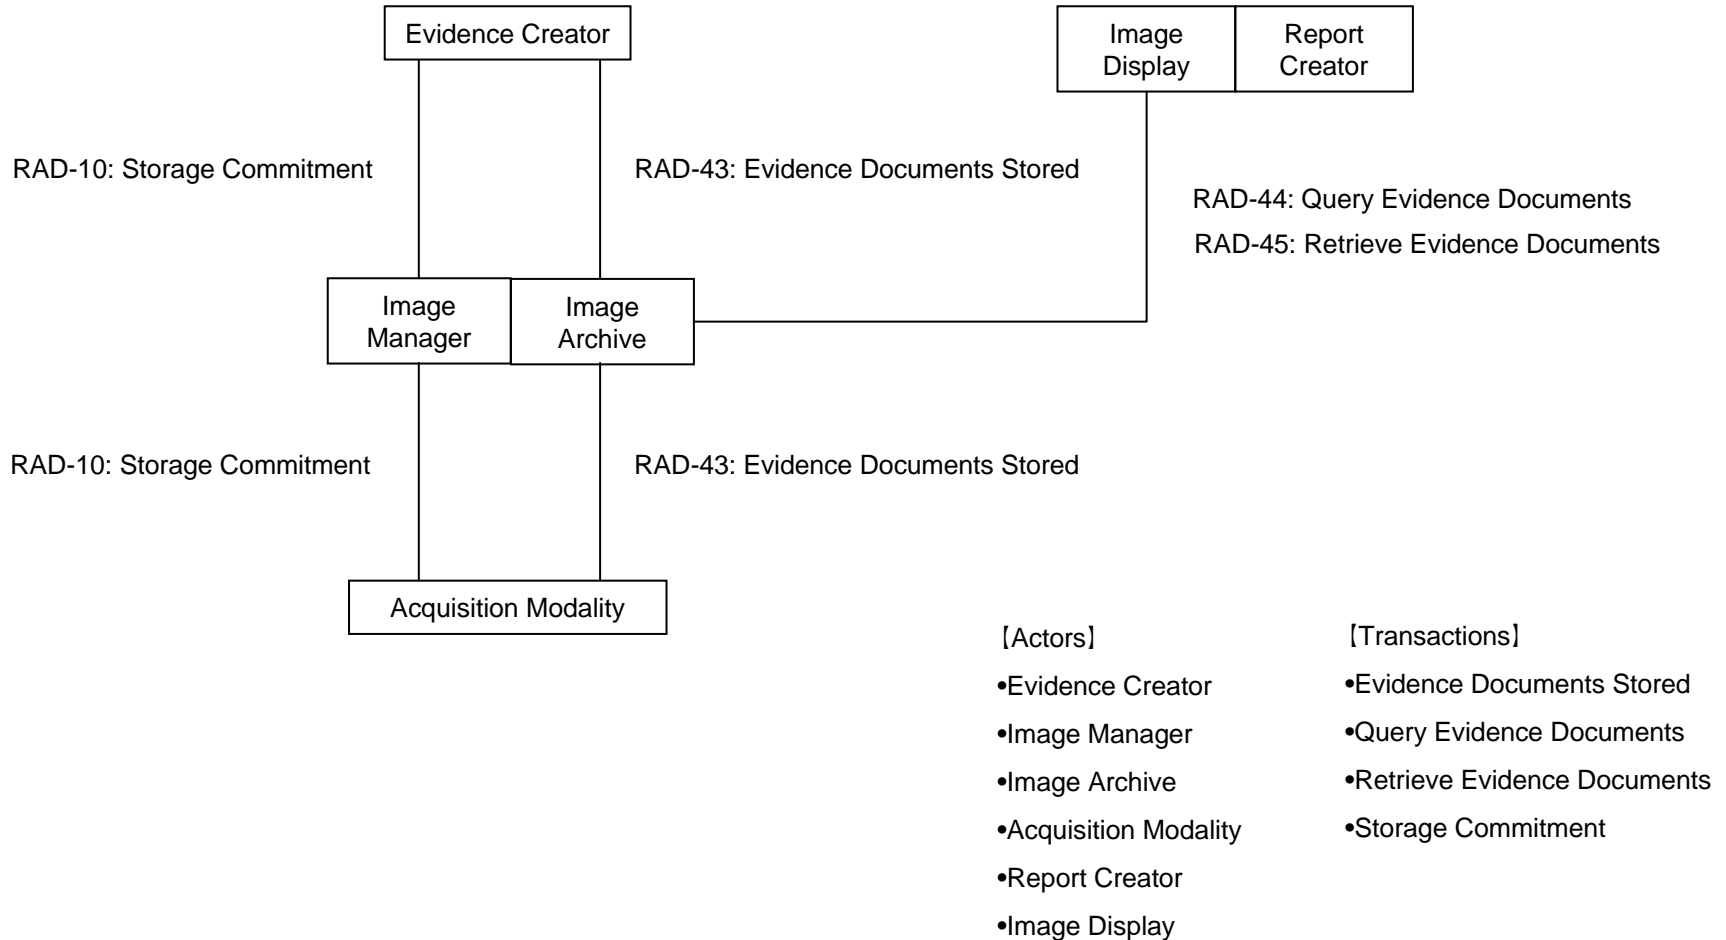 Evidence Creator
Image
Display
Report
Creator
RAD-10: Storage Commitment
RAD-43: Evidence Documents Stored
RAD-44: Query Evidence Documents
RAD-45: Retrieve Evidence Documents
Image
Manager
Image
Archive
RAD-10: Storage Commitment
RAD-43: Evidence Documents Stored
Acquisition Modality
【Actors】
•Evidence Creator
•Image Manager
•Image Archive
•Acquisition Modality
•Report Creator
•Image Display
【Transactions】
•Evidence Documents Stored
•Query Evidence Documents
•Retrieve Evidence Documents
•Storage Commitment